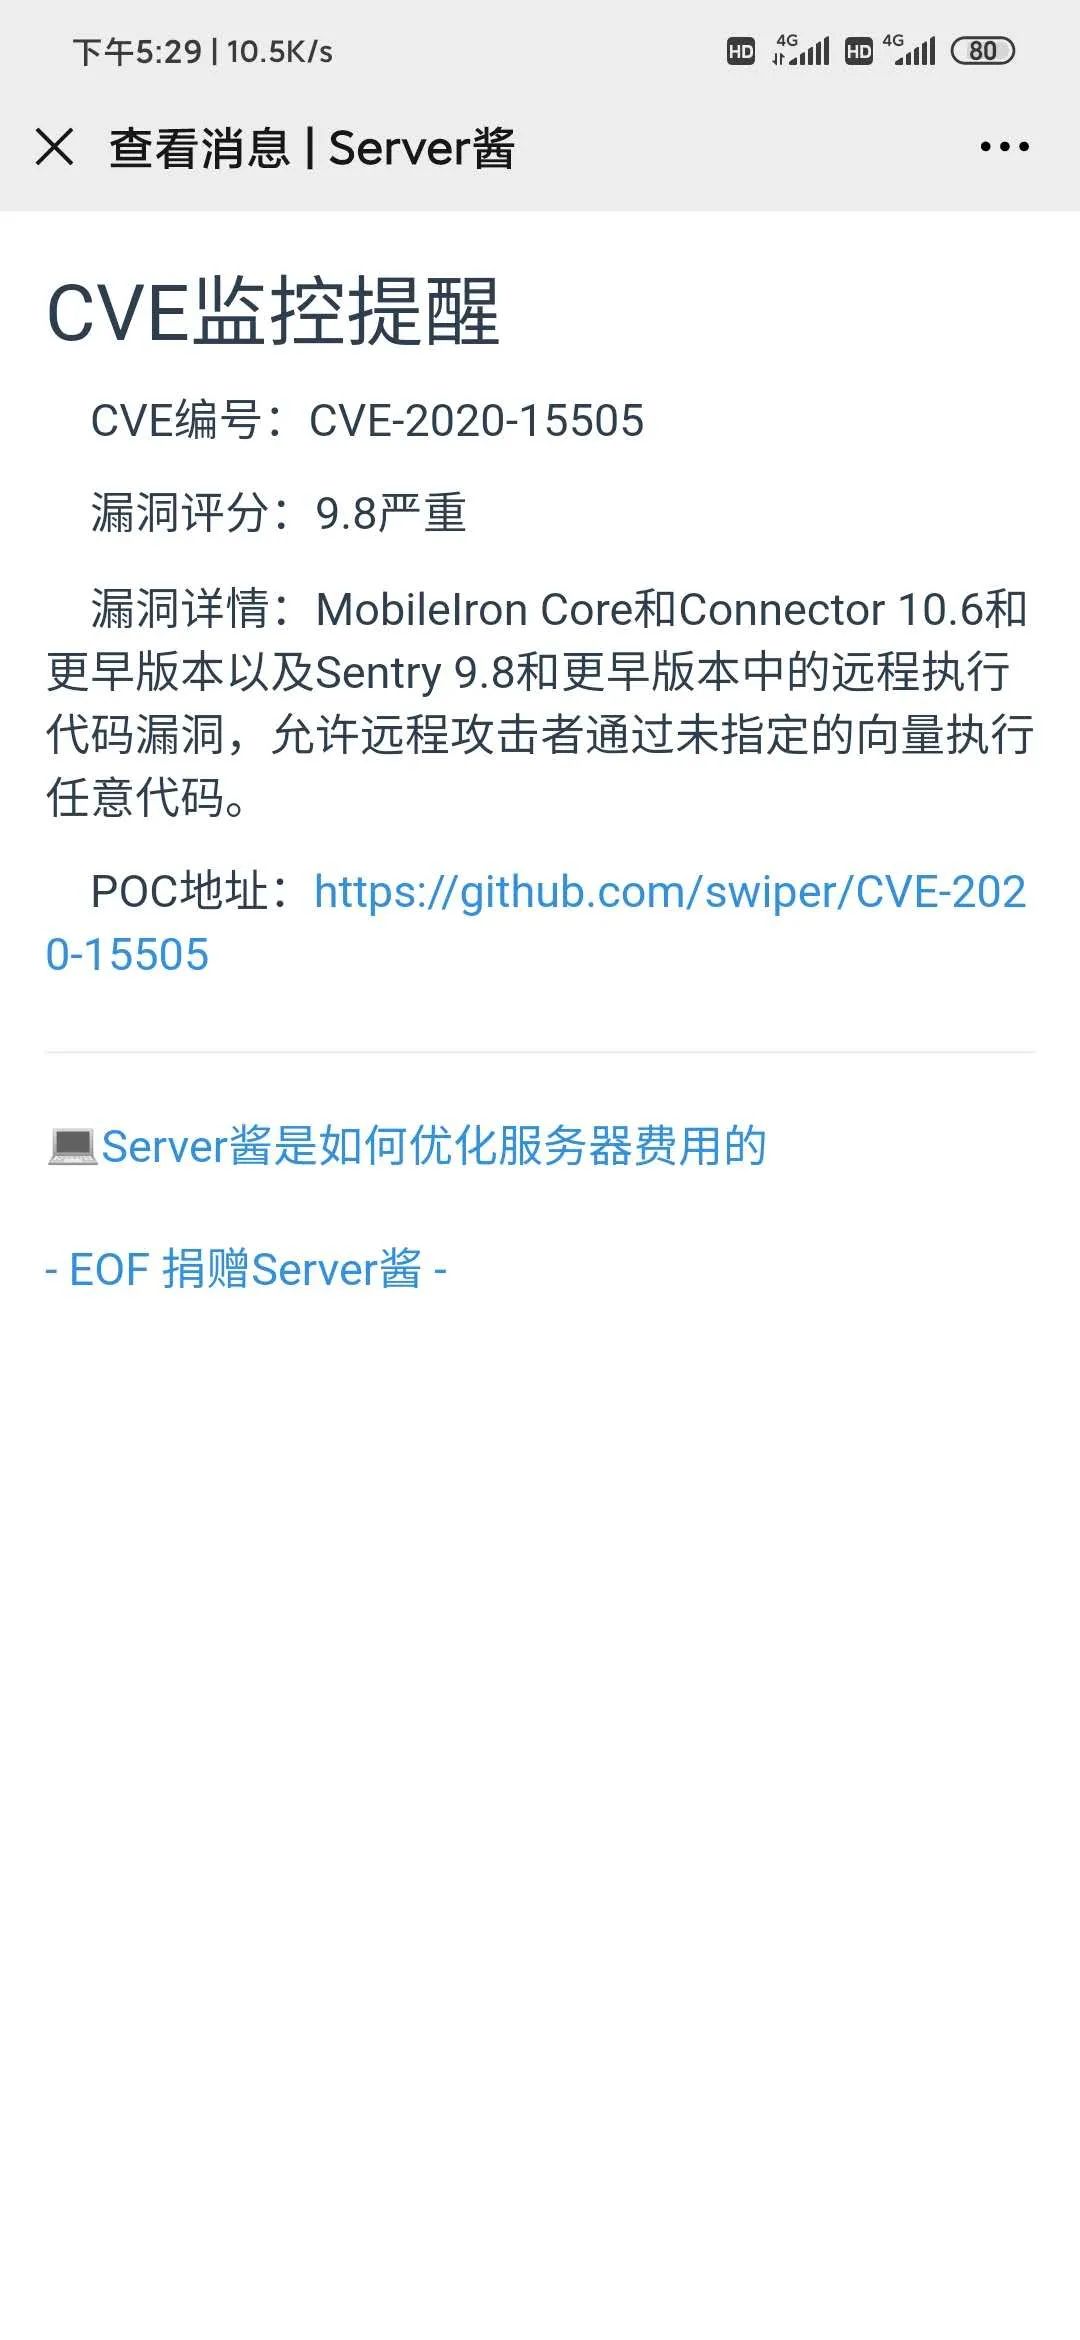 下午5:29 | 10.5K/s HD 4G HD 4G 80
查看消息 | Server酱
CVE监控提醒
CVE编号：CVE-2020-15505
漏洞评分：9.8严重
漏洞详情：MobileIron Core和Connector 10.6和
更早版本以及Sentry 9.8和更早版本中的远程执行
代码漏洞，允许远程攻击者通过未指定的向量执行
任意代码。
POC地址：https://github.com/swiper/CVE-202
0-15505
Server酱是如何优化服务器费用的
- EOF 捐赠Server酱 -